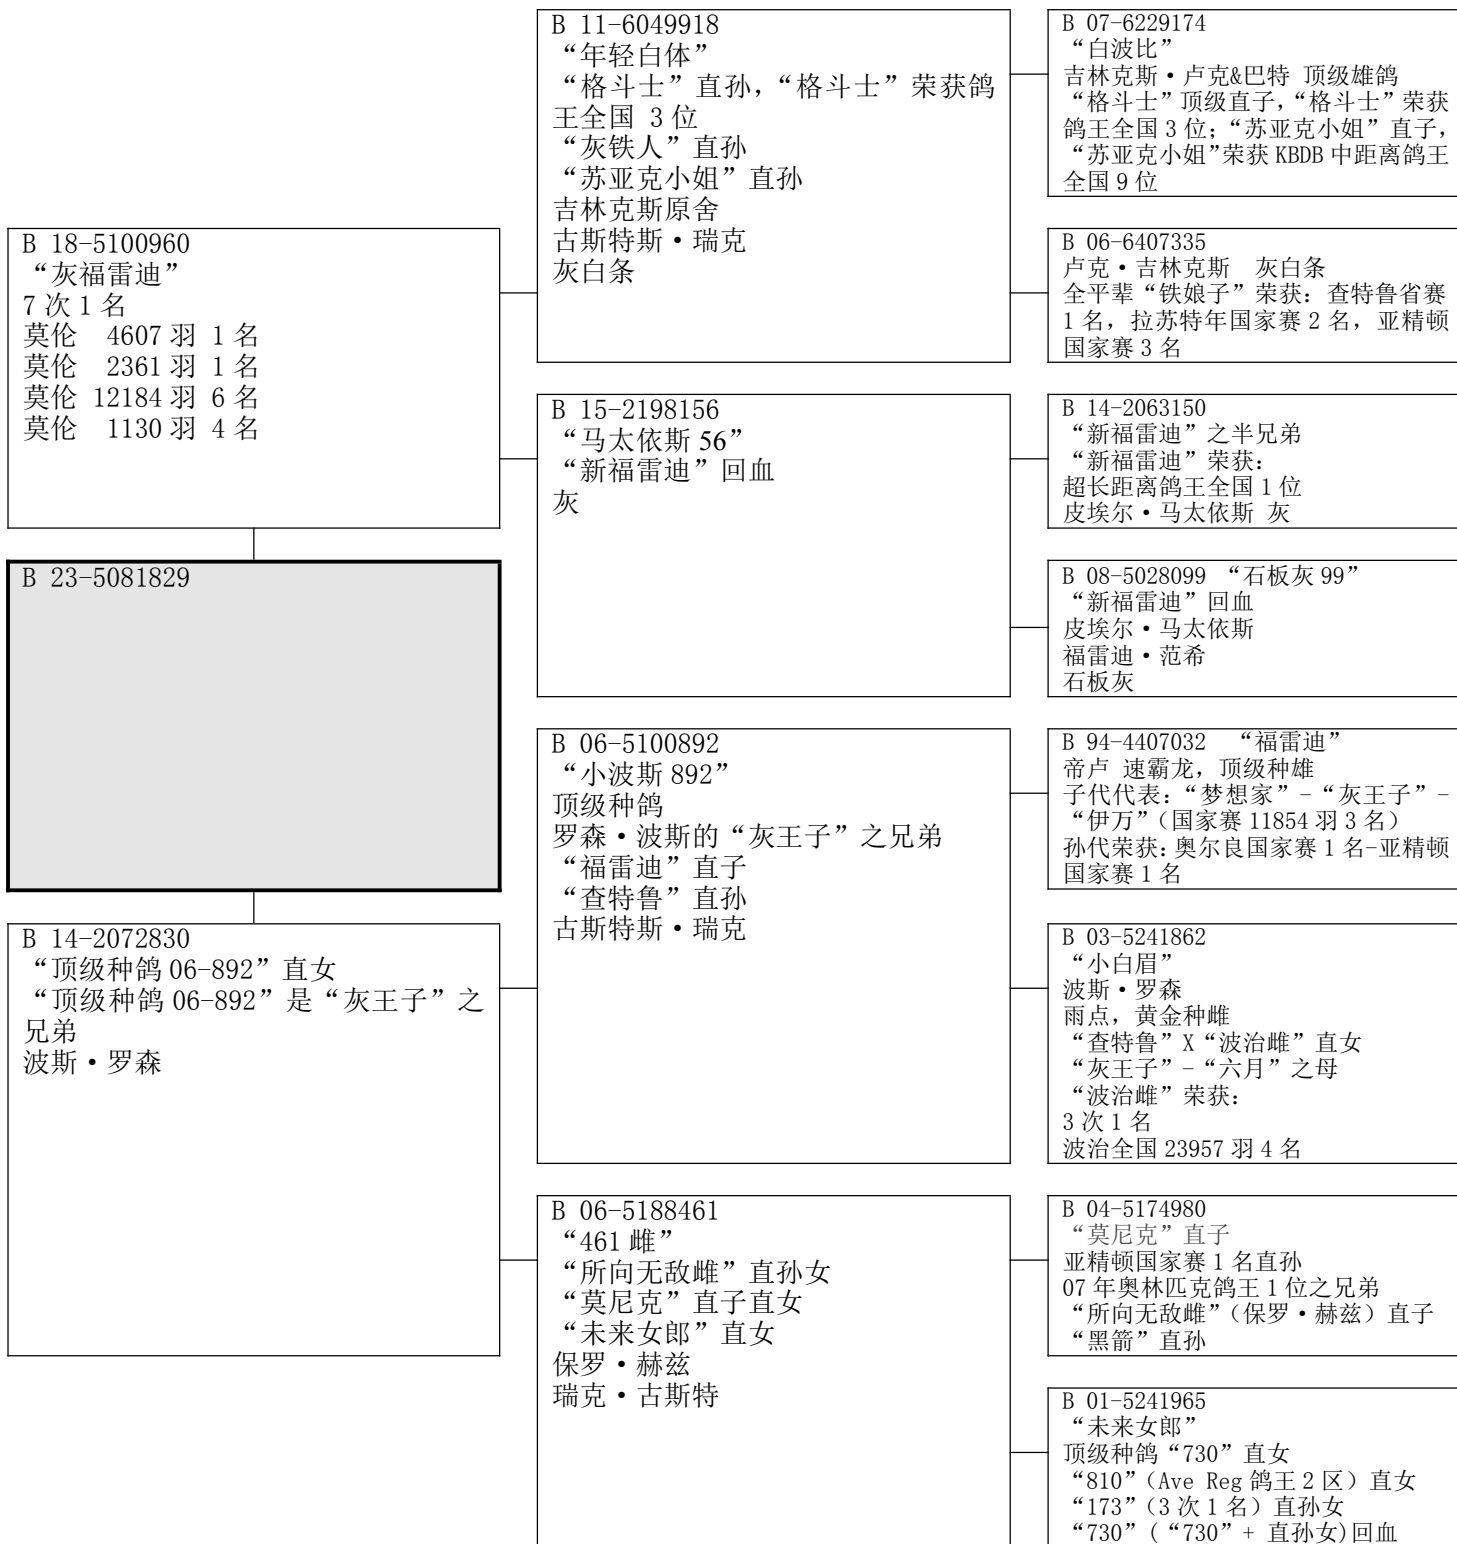 B 11-6049918
“年轻白体”
“格斗士”直孙，“格斗士”荣获鸽
王全国 3 位
“灰铁人”直孙
“苏亚克小姐”直孙
吉林克斯原舍
古斯特斯•瑞克
灰白条
B 07-6229174
“白波比”
吉林克斯•卢克&巴特 顶级雄鸽
“格斗士”顶级直子，“格斗士”荣获
鸽王全国 3 位；“苏亚克小姐”直子，
“苏亚克小姐”荣获 KBDB 中距离鸽王
全国 9 位
B 18-5100960
“灰福雷迪”
7 次 1 名
莫伦 4607 羽 1 名
莫伦 2361 羽 1 名
莫伦 12184 羽 6 名
莫伦 1130 羽 4 名
B 06-6407335
卢克•吉林克斯 灰白条
全平辈“铁娘子”荣获：查特鲁省赛
1 名，拉苏特年国家赛 2 名，亚精顿
国家赛 3 名
B 15-2198156
“马太依斯 56”
“新福雷迪”回血
灰
B 14-2063150
“新福雷迪”之半兄弟
“新福雷迪”荣获：
超长距离鸽王全国 1 位
皮埃尔•马太依斯 灰
B 23-5081829
B 08-5028099 “石板灰 99”
“新福雷迪”回血
皮埃尔•马太依斯
福雷迪•范希
石板灰
B 06-5100892
“小波斯 892”
顶级种鸽
罗森•波斯的“灰王子”之兄弟
“福雷迪”直子
“查特鲁”直孙
古斯特斯•瑞克
B 94-4407032 “福雷迪”
帝卢 速霸龙，顶级种雄
子代代表：“梦想家”-“灰王子”-
“伊万”（国家赛 11854 羽 3 名）
孙代荣获：奥尔良国家赛 1 名-亚精顿
国家赛 1 名
B 14-2072830
“顶级种鸽 06-892”直女
“顶级种鸽 06-892”是“灰王子”之
兄弟
波斯•罗森
B 03-5241862
“小白眉”
波斯•罗森
雨点，黄金种雌
“查特鲁”X“波治雌”直女
“灰王子”-“六月”之母
“波治雌”荣获：
3 次 1 名
波治全国 23957 羽 4 名
B 06-5188461
“461 雌”
“所向无敌雌”直孙女
“莫尼克”直子直女
“未来女郎”直女
保罗•赫兹
瑞克•古斯特
B 04-5174980
“莫尼克”直子
亚精顿国家赛 1 名直孙
07 年奥林匹克鸽王 1 位之兄弟
“所向无敌雌”（保罗•赫兹）直子
“黑箭”直孙
B 01-5241965
“未来女郎”
顶级种鸽“730”直女
“810”（Ave Reg 鸽王 2 区）直女
“173”（3 次 1 名）直孙女
“730”（“730”+ 直孙女)回血